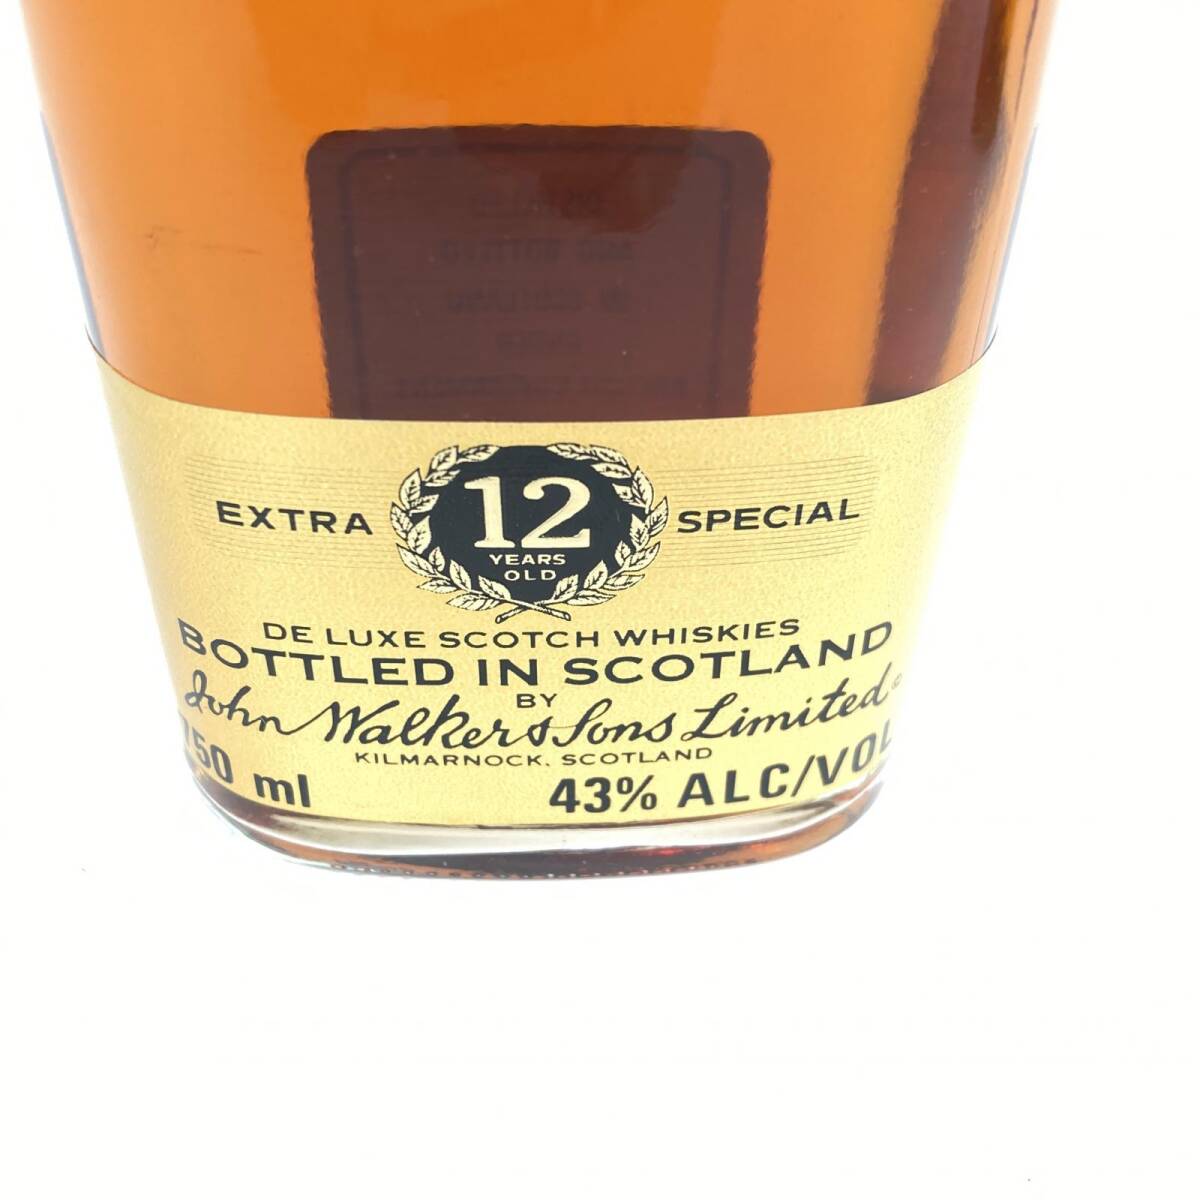 EXTRA 12 SPECIAL
YEARS
OLD
DE LUXE SCOTCH WHISKIES
BOTTLED IN SCOTLAND
BY
John Walker & Sons Limited
KILMARNOCK, SCOTLAND
750 ml 43% ALC/VOL